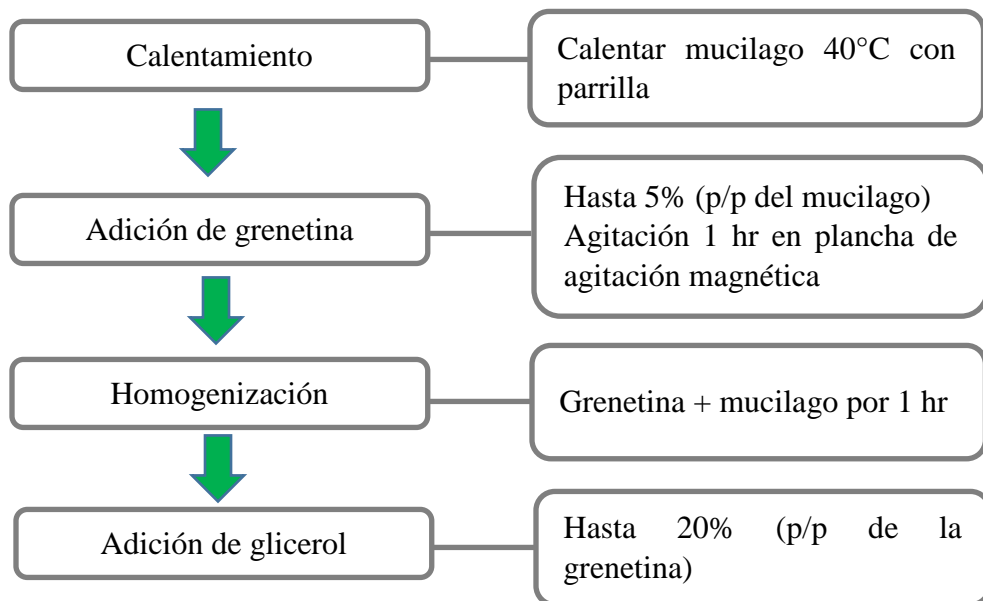 Calentamiento
Calentar mucilago 40°C con
parrilla
Adición de grenetina
Hasta 5% (p/p del mucilago)
Agitación 1 hr en plancha de
agitación magnética
Homogenización
Grenetina + mucilago por 1 hr
Adición de glicerol
Hasta 20% (p/p de la
grenetina)